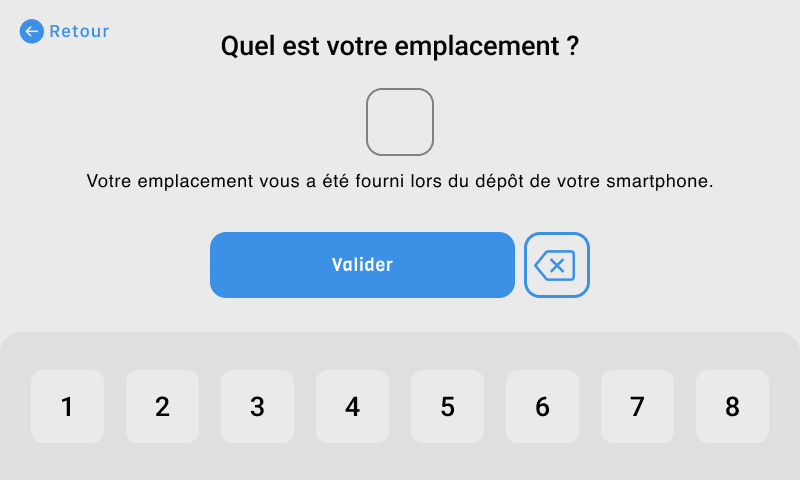 Retour
Quel est votre emplacement ?
Votre emplacement vous a été fourni lors du dépôt de votre smartphone.
Valider
1 2 3 4 5 6 7 8